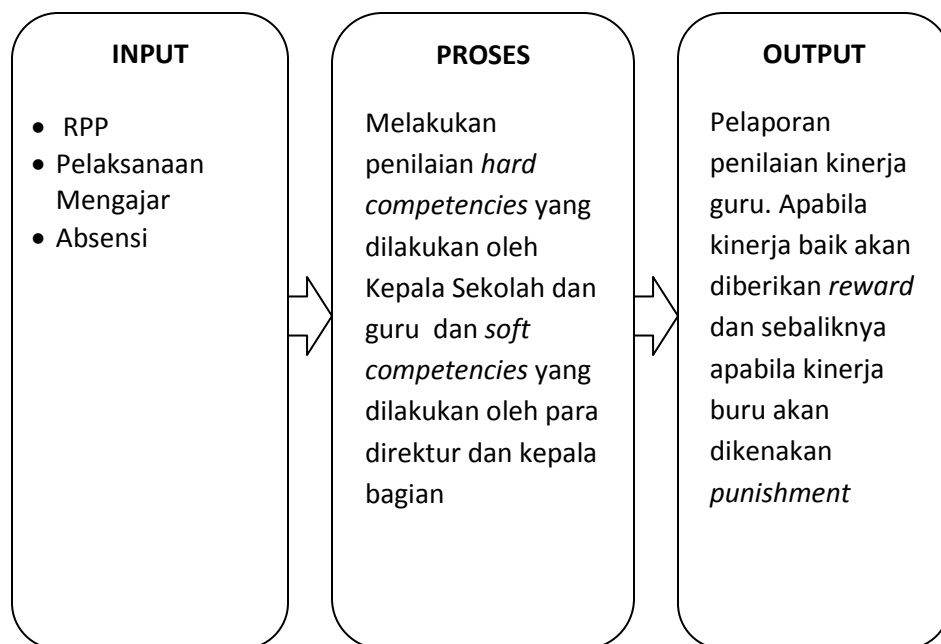 INPUT
• RPP
• Pelaksanaan
Mengajar
• Absensi
PROSES
Melakukan
penilaian hard
competencies yang
dilakukan oleh
Kepala Sekolah dan
guru dan soft
competencies yang
dilakukan oleh para
direktur dan kepala
bagian
OUTPUT
Pelaporan
penilaian kinerja
guru. Apabila
kinerja baik akan
diberikan reward
dan sebaliknya
apabila kinerja
buru akan
dikenakan
punishment